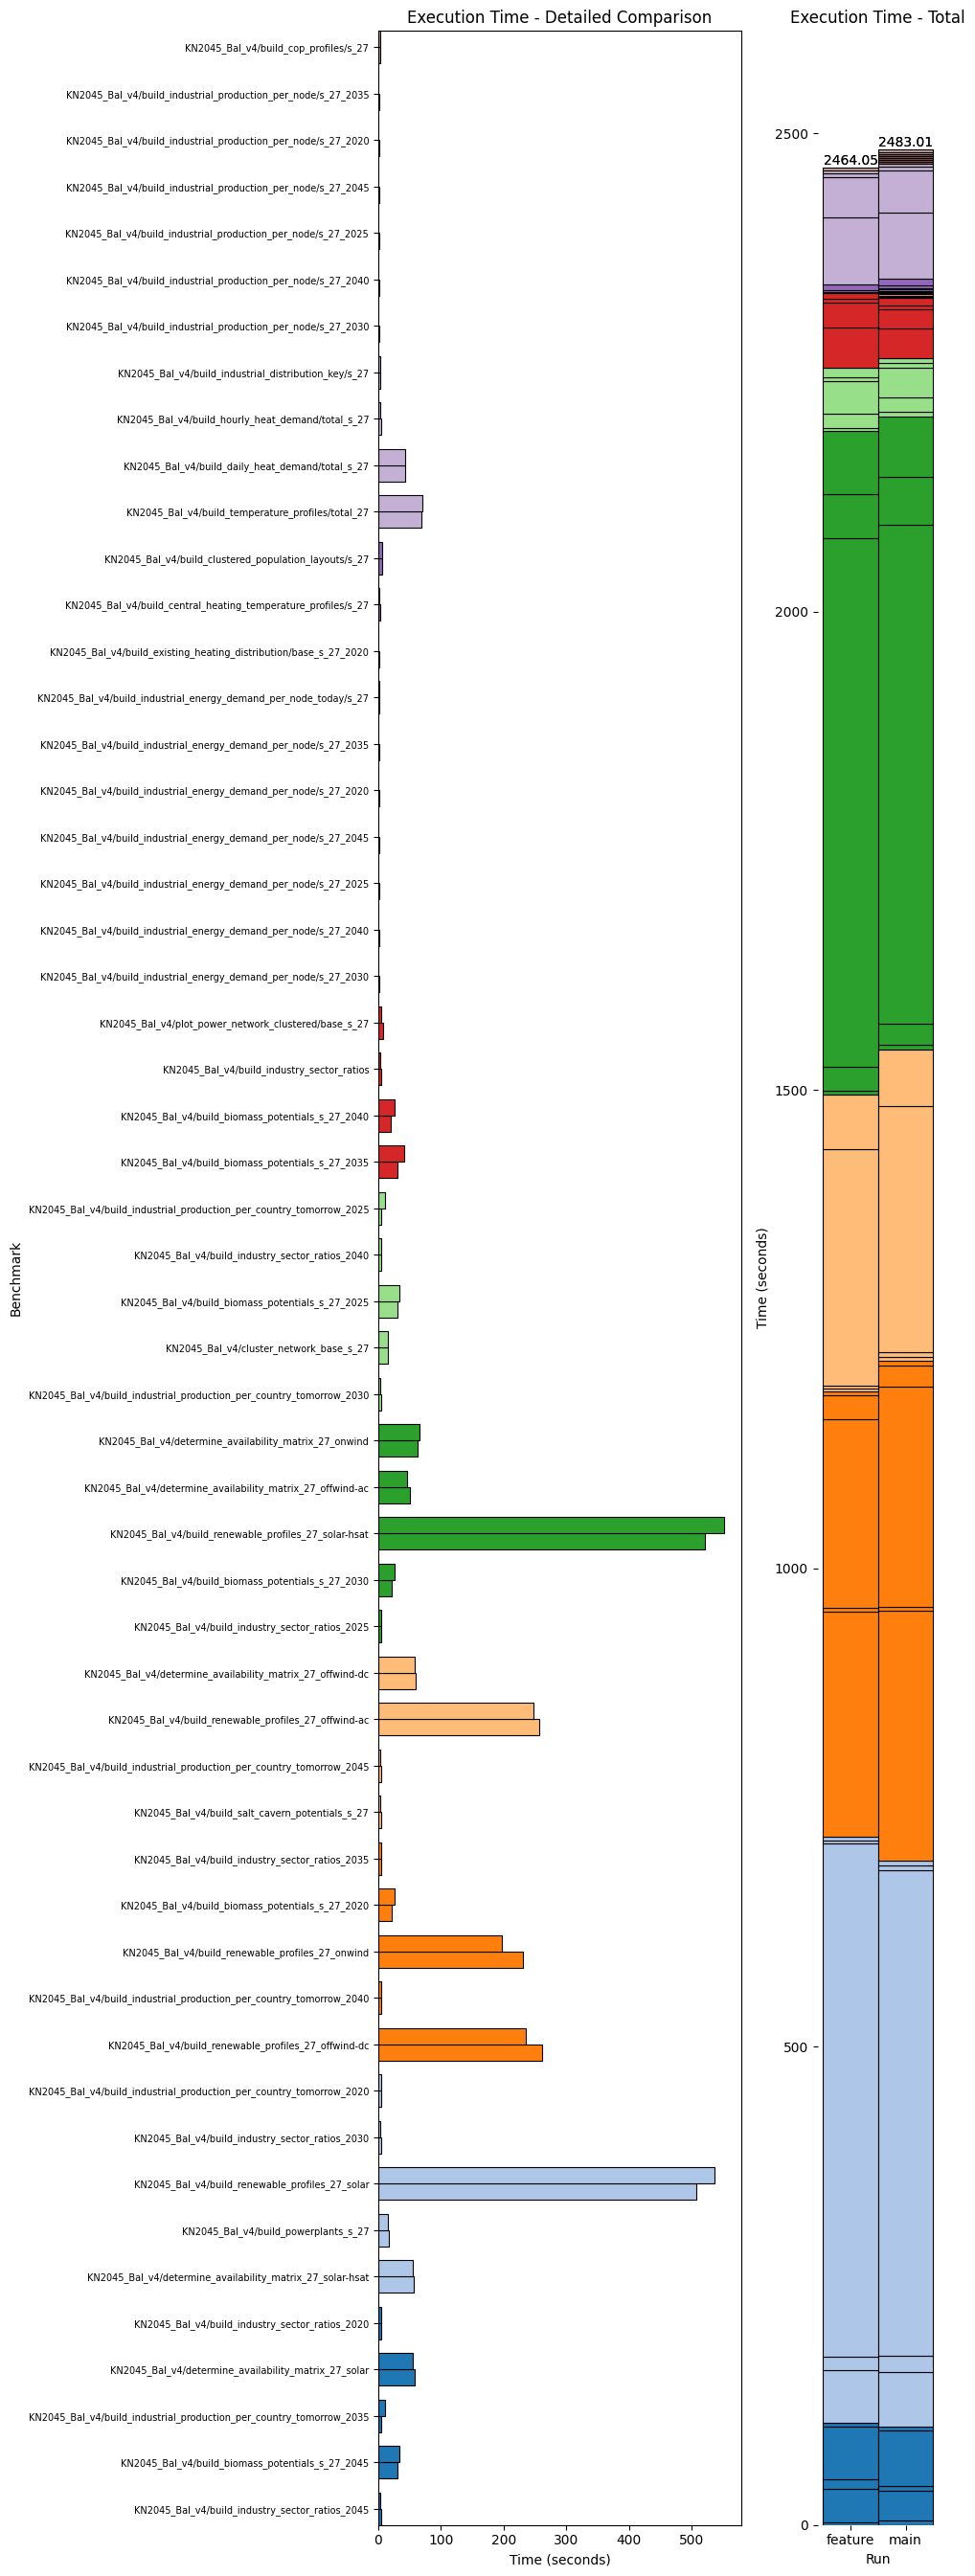 Execution Time - Detailed Comparison
Execution Time - Total
Benchmark
KN2045_Bal_v4/build_cop_profiles/s_27
KN2045_Bal_v4/build_industrial_production_per_node/s_27_2035
KN2045_Bal_v4/build_industrial_production_per_node/s_27_2020
KN2045_Bal_v4/build_industrial_production_per_node/s_27_2045
KN2045_Bal_v4/build_industrial_production_per_node/s_27_2025
KN2045_Bal_v4/build_industrial_production_per_node/s_27_2040
KN2045_Bal_v4/build_industrial_production_per_node/s_27_2030
KN2045_Bal_v4/build_industrial_distribution_key/s_27
KN2045_Bal_v4/build_hourly_heat_demand/total_s_27
KN2045_Bal_v4/build_daily_heat_demand/total_s_27
KN2045_Bal_v4/build_temperature_profiles/total_27
KN2045_Bal_v4/build_clustered_population_layouts/s_27
KN2045_Bal_v4/build_central_heating_temperature_profiles/s_27
KN2045_Bal_v4/build_existing_heating_distribution/base_s_27_2020
KN2045_Bal_v4/build_industrial_energy_demand_per_node_today/s_27
KN2045_Bal_v4/build_industrial_energy_demand_per_node/s_27_2035
KN2045_Bal_v4/build_industrial_energy_demand_per_node/s_27_2020
KN2045_Bal_v4/build_industrial_energy_demand_per_node/s_27_2045
KN2045_Bal_v4/build_industrial_energy_demand_per_node/s_27_2025
KN2045_Bal_v4/build_industrial_energy_demand_per_node/s_27_2040
KN2045_Bal_v4/build_industrial_energy_demand_per_node/s_27_2030
KN2045_Bal_v4/plot_power_network_clustered/base_s_27
KN2045_Bal_v4/build_industry_sector_ratios
KN2045_Bal_v4/build_biomass_potentials_s_27_2040
KN2045_Bal_v4/build_biomass_potentials_s_27_2035
KN2045_Bal_v4/build_industrial_production_per_country_tomorrow_2025
KN2045_Bal_v4/build_industry_sector_ratios_2040
KN2045_Bal_v4/build_biomass_potentials_s_27_2025
KN2045_Bal_v4/cluster_network_base_s_27
KN2045_Bal_v4/build_industrial_production_per_country_tomorrow_2030
KN2045_Bal_v4/determine_availability_matrix_27_onwind
KN2045_Bal_v4/determine_availability_matrix_27_offwind-ac
KN2045_Bal_v4/build_renewable_profiles_27_solar-hsat
KN2045_Bal_v4/build_biomass_potentials_s_27_2030
KN2045_Bal_v4/build_industry_sector_ratios_2025
KN2045_Bal_v4/determine_availability_matrix_27_offwind-dc
KN2045_Bal_v4/build_renewable_profiles_27_offwind-ac
KN2045_Bal_v4/build_industrial_production_per_country_tomorrow_2045
KN2045_Bal_v4/build_salt_cavern_potentials_s_27
KN2045_Bal_v4/build_industry_sector_ratios_2035
KN2045_Bal_v4/build_biomass_potentials_s_27_2020
KN2045_Bal_v4/build_renewable_profiles_27_onwind
KN2045_Bal_v4/build_industrial_production_per_country_tomorrow_2040
KN2045_Bal_v4/build_renewable_profiles_27_offwind-dc
KN2045_Bal_v4/build_industrial_production_per_country_tomorrow_2020
KN2045_Bal_v4/build_industry_sector_ratios_2030
KN2045_Bal_v4/build_renewable_profiles_27_solar
KN2045_Bal_v4/build_powerplants_s_27
KN2045_Bal_v4/determine_availability_matrix_27_solar-hsat
KN2045_Bal_v4/build_industry_sector_ratios_2020
KN2045_Bal_v4/determine_availability_matrix_27_solar
KN2045_Bal_v4/build_industrial_production_per_country_tomorrow_2035
KN2045_Bal_v4/build_biomass_potentials_s_27_2045
KN2045_Bal_v4/build_industry_sector_ratios_2045
0 100 200 300 400 500
Time (seconds)
Time (seconds)
2500
2000
1500
1000
500
0
2464.05
2483.01
feature main
Run